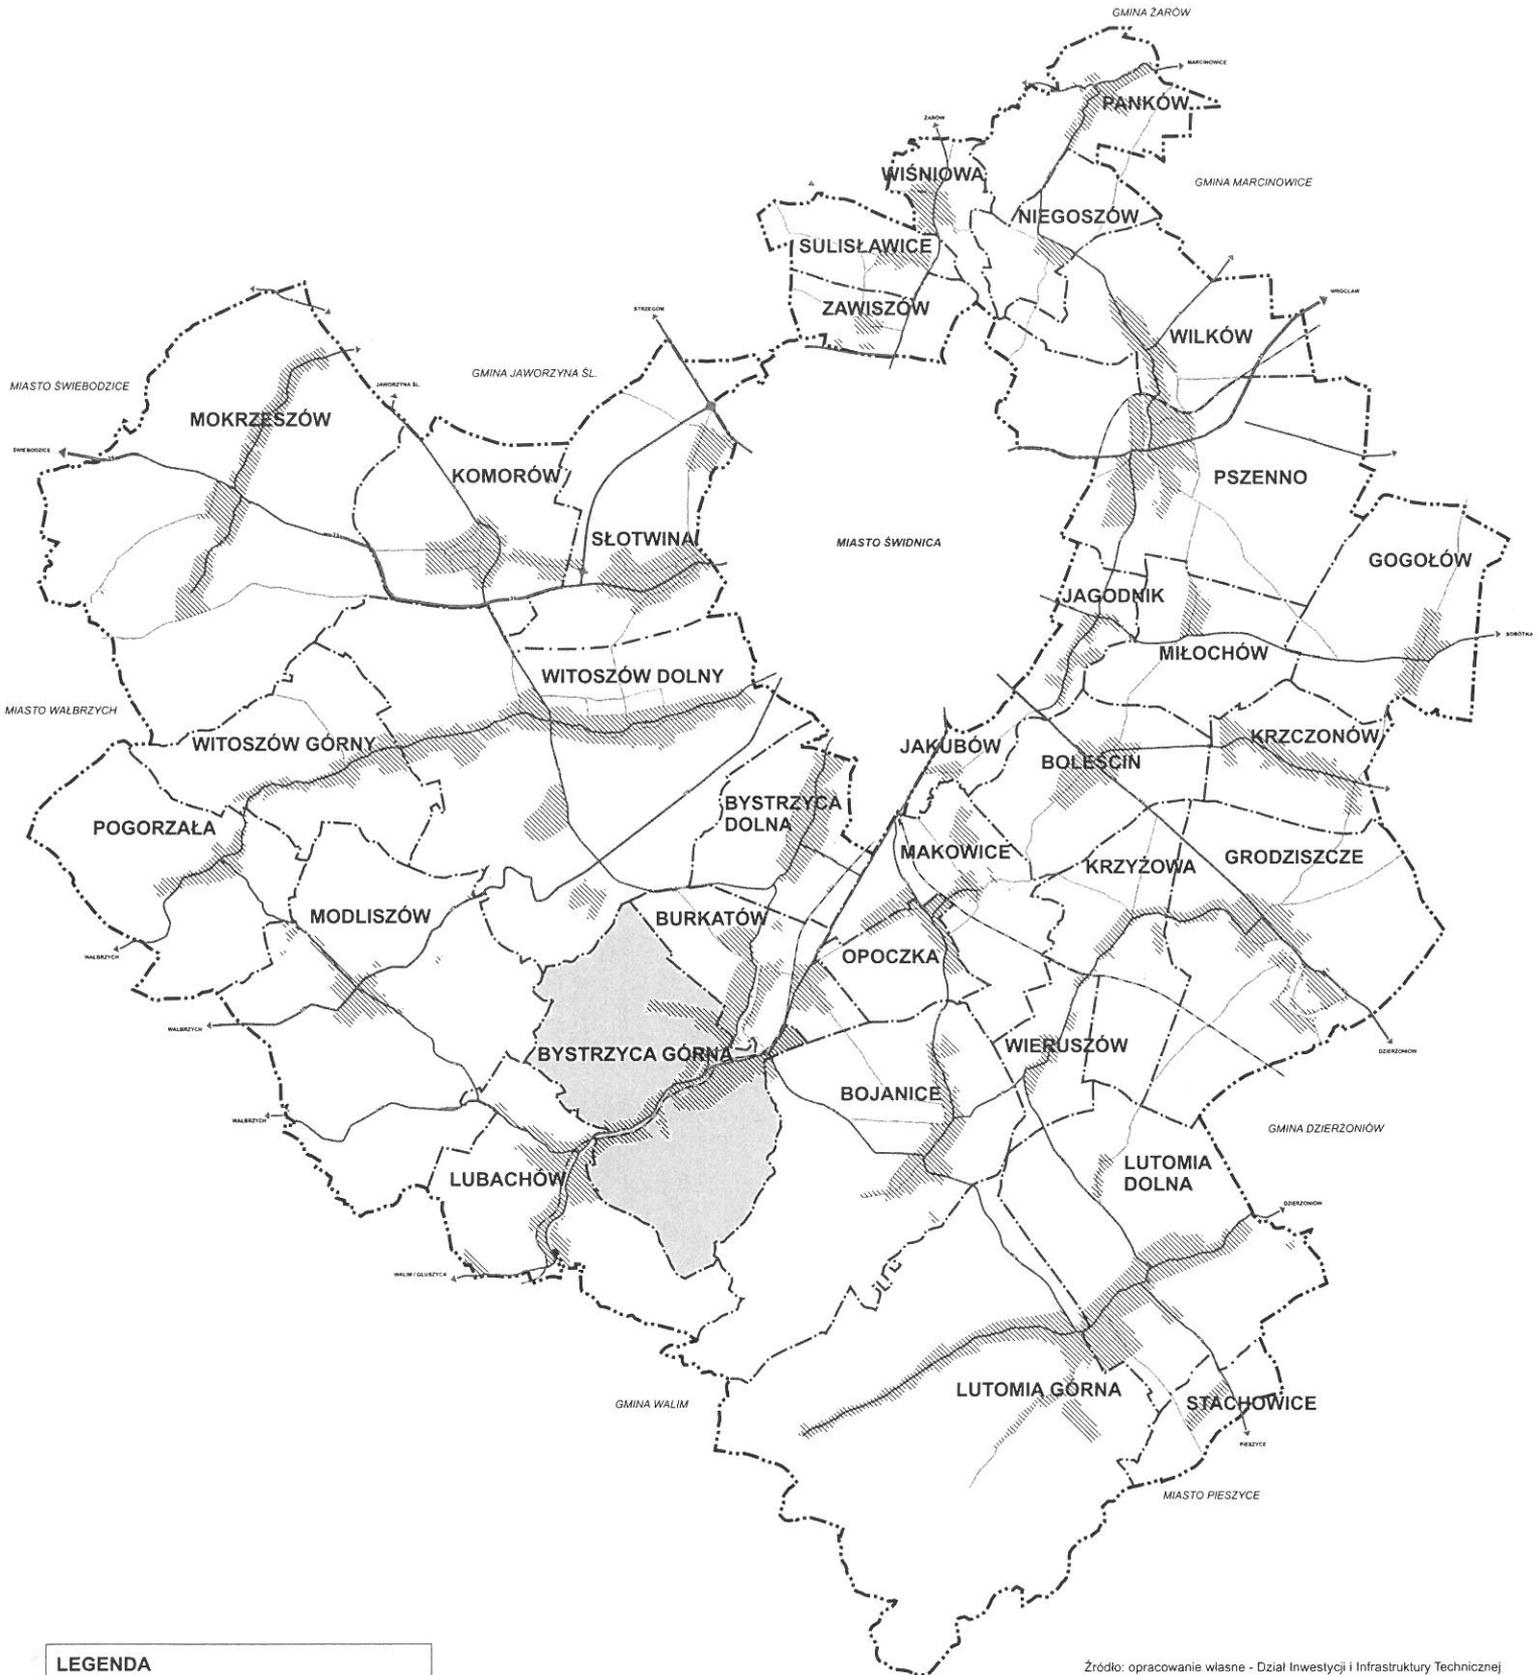 GMINA ŻARÓW
MARCINOWICE
PANKÓW
ŻARÓW
WIŚNIOWA
GMINA MARCINOWICE
NIEGOSZÓW
SULISŁAWICE
ZAWISZÓW
WROCŁAW
STRZEGOM
WILKÓW
GMINA JAWORZYNA ŚL.
MIASTO ŚWIEBODZICE
JAWORZYNA ŚL.
MOKRZESZÓW
ŚWIEBODZICE
KOMORÓW
PSZENNO
SŁOTWINA
MIASTO ŚWIDNICA
GOGOŁÓW
JAGODNIK
SOBÓTKA
MIŁOCHÓW
WITOSZÓW DOLNY
MIASTO WAŁBRZYCH
WITOSZÓW GÓRNY
JAKUBÓW
KRZCZONÓW
BOLEŚCIN
BYSTRZYCA
DOLNA
POGORZAŁA
MAKOWICE
KRZYŻOWA
GRODZISZCZE
MODLISZÓW
BURKATÓW
OPOCZKA
WAŁBRZYCH
WAŁBRZYCH
BYSTRZYCA GÓRNA
WIERUSZÓW
DZIERŻONIÓW
BOJANICE
WAŁBRZYCH
GMINA DZIERŻONIÓW
LUTOMIA
DOLNA
LUBACHÓW
DZIERŻONIÓW
WALIM / GŁUSZYCA
LUTOMIA GÓRNA
GMINA WALIM
STACHOWICE
PIESZYCE
MIASTO PIESZYCE
LEGENDA
Źródło: opracowanie własne - Dział Inwestycji i Infrastruktury Technicznej